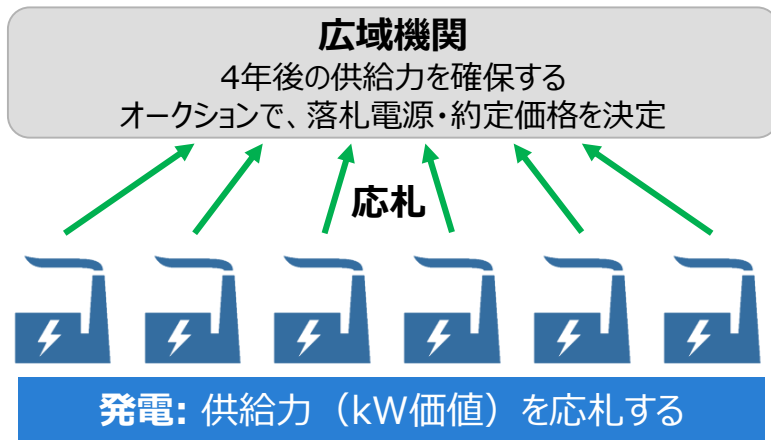 広域機関
4年後の供給力を確保する
オークションで、落札電源・約定価格を決定
応札
発電: 供給力（kW価値）を応札する